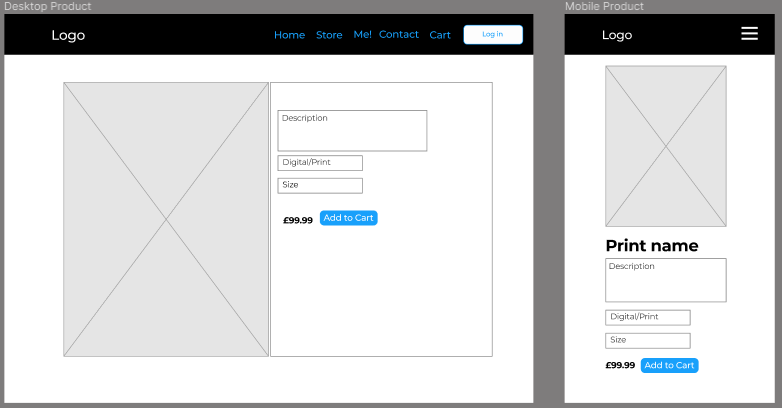 Desktop Product
Logo
Home Store Me! Contact Cart Log in
Description
Digital/Print
Size
£99.99 Add to Cart
Mobile Product
Logo
Print name
Description
Digital/Print
Size
£99.99 Add to Cart